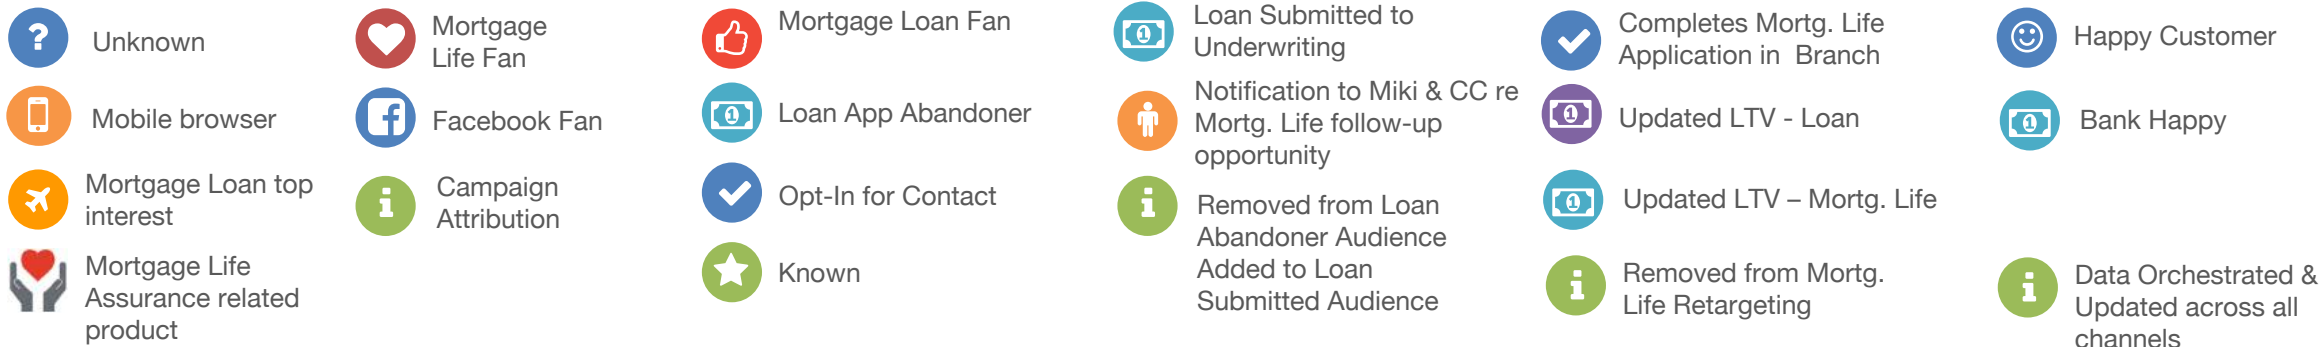 Unknown
Mobile browser
Mortgage Loan top
interest
Mortgage Life
Assurance related
product
Mortgage
Life Fan
Facebook Fan
Campaign
Attribution
Mortgage Loan Fan
Loan App Abandoner
Opt-In for Contact
Known
Loan Submitted to
Underwriting
Notification to Miki & CC re
Mortg. Life follow-up
opportunity
Removed from Loan
Abandoner Audience
Added to Loan
Submitted Audience
Completes Mortg. Life
Application in  Branch
Updated LTV - Loan
Updated LTV – Mortg. Life
Removed from Mortg.
Life Retargeting
Happy Customer
Bank Happy
Data Orchestrated &
Updated across all
channels